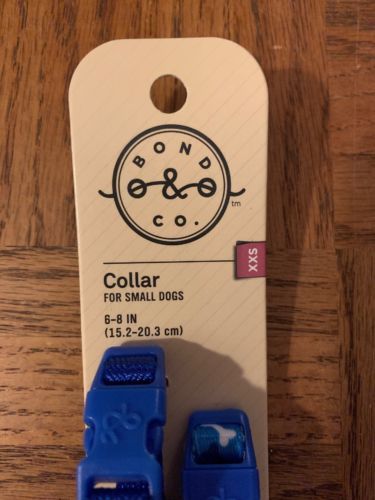 BOND
&
CO.
tm
XXS
Collar
FOR SMALL DOGS
6-8 IN
(15.2-20.3 cm)